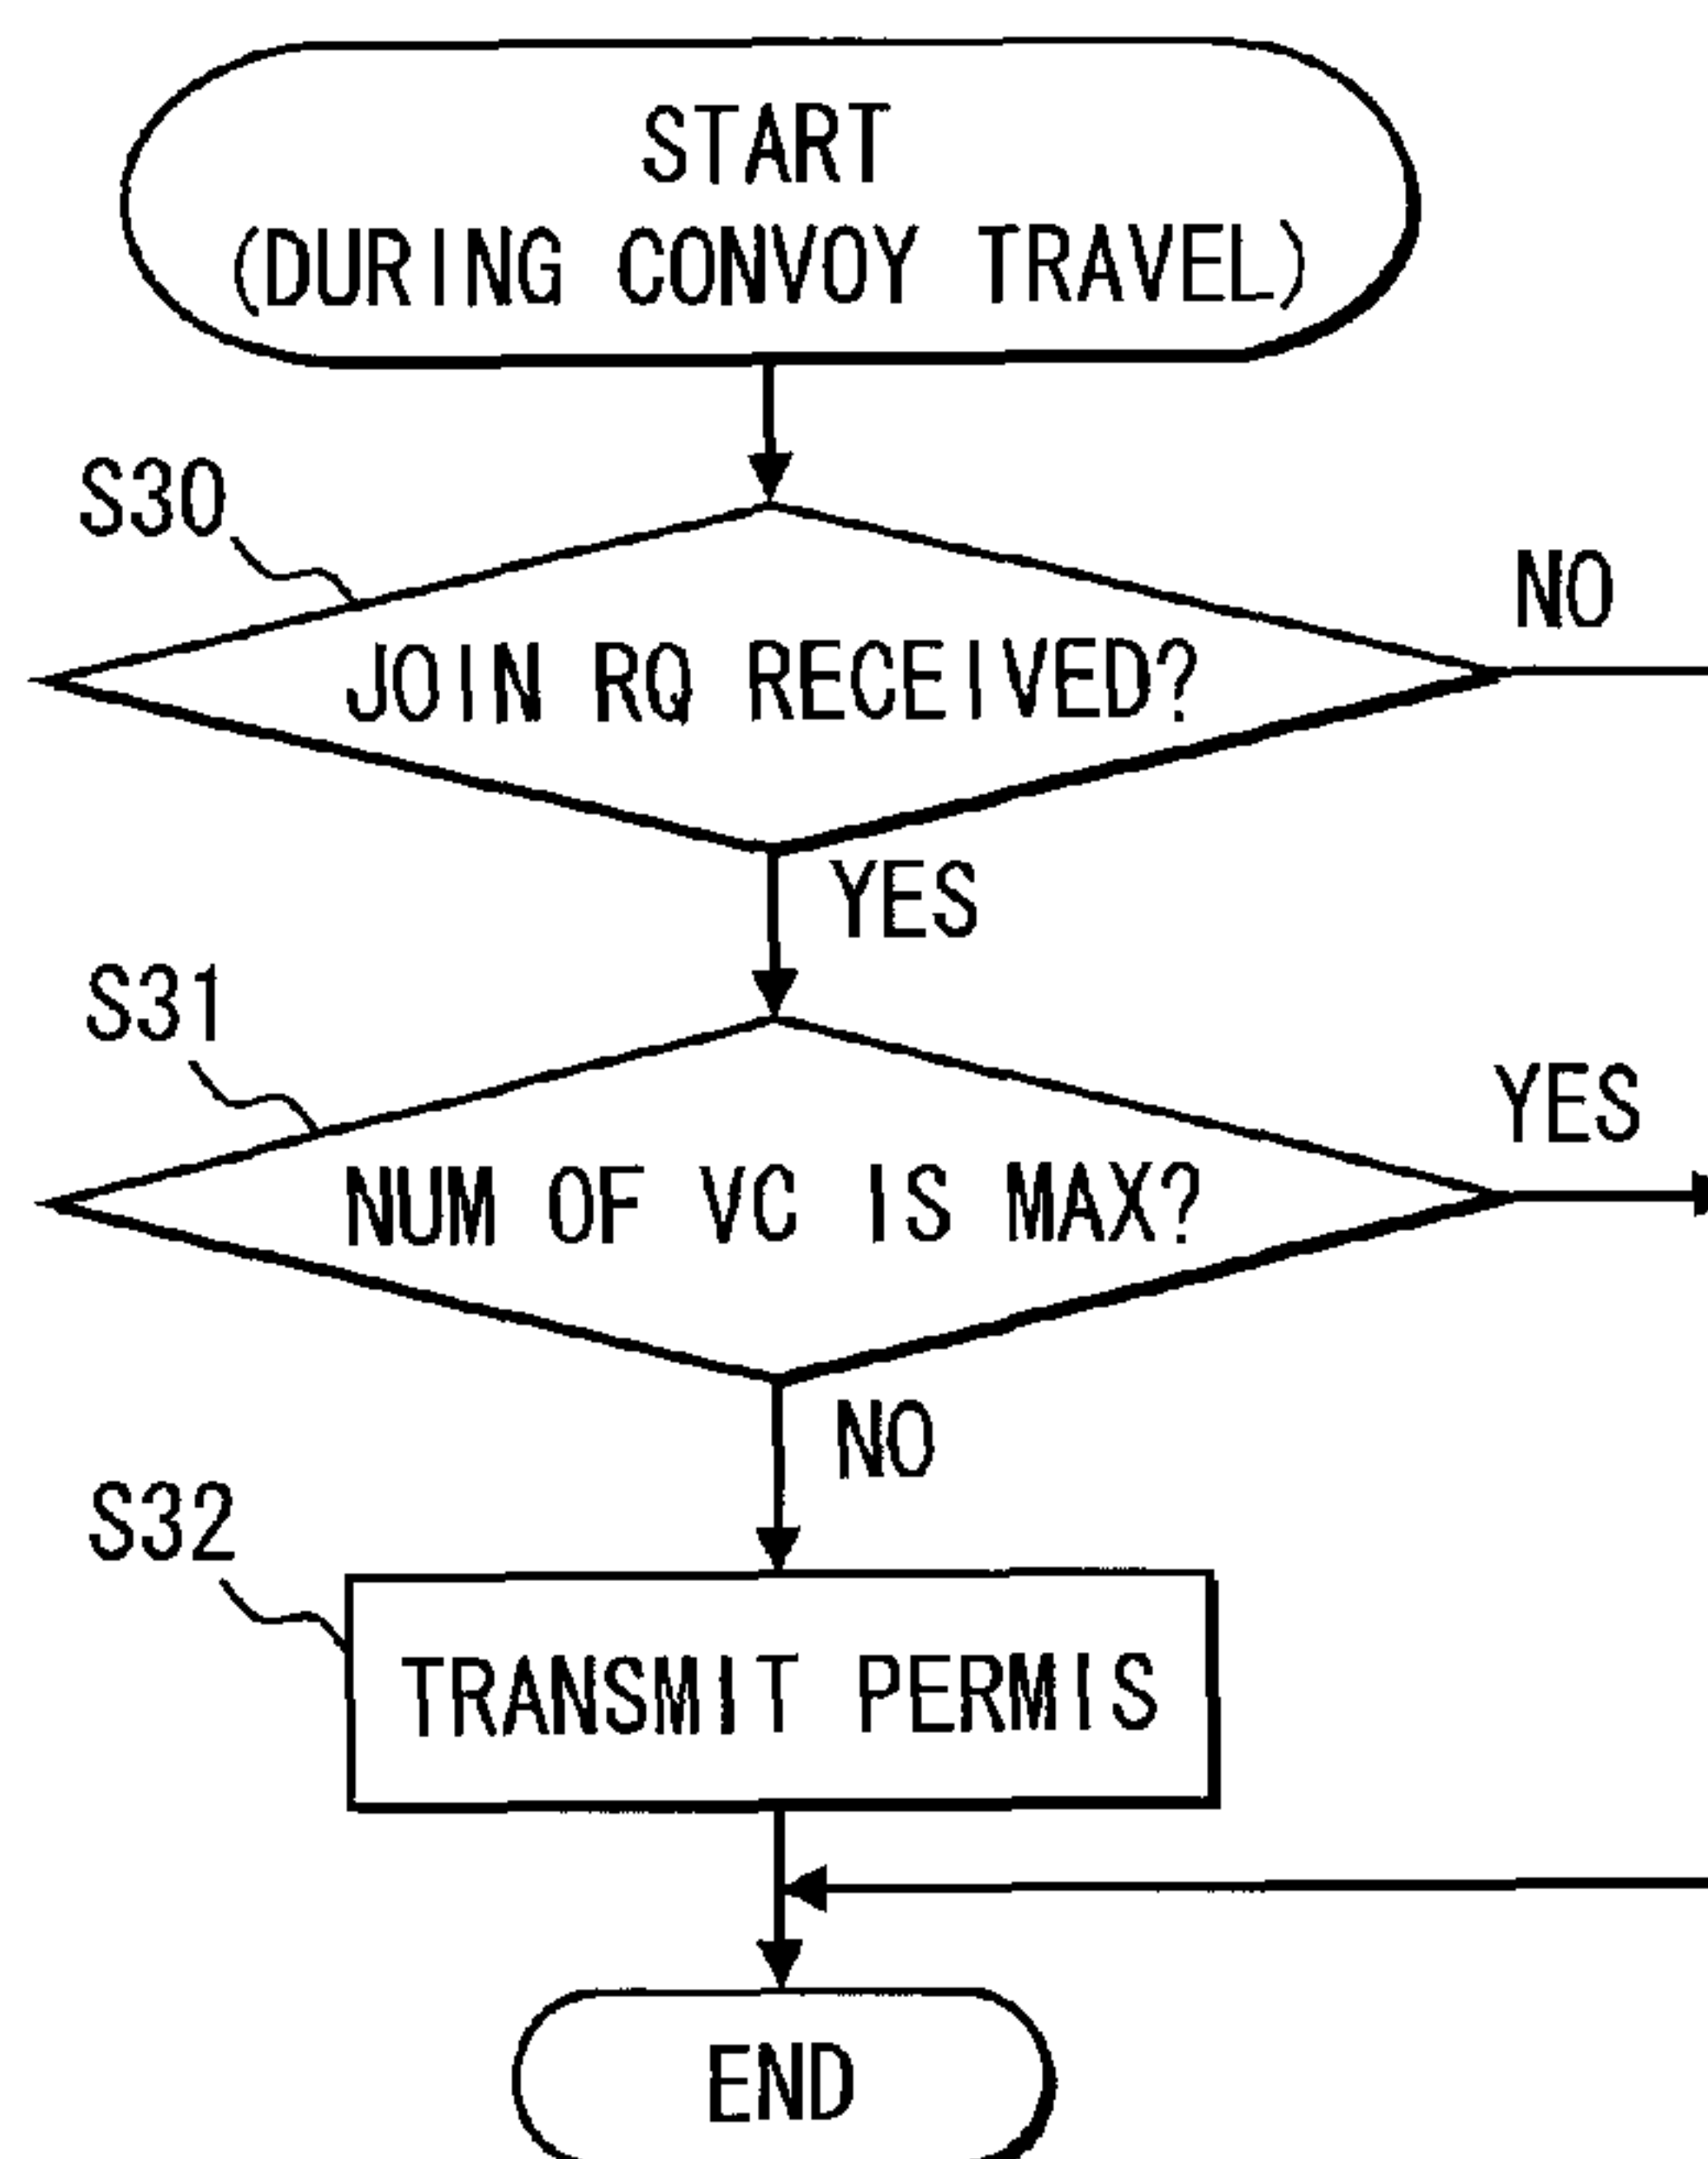 START
(DURING CONVOY TRAVEL)
S30
NO
JOIN RQ RECEIVED?
YES
S31
YES
NUM OF VC IS MAX?
NO
S32
TRANSMIT PERMIS
END